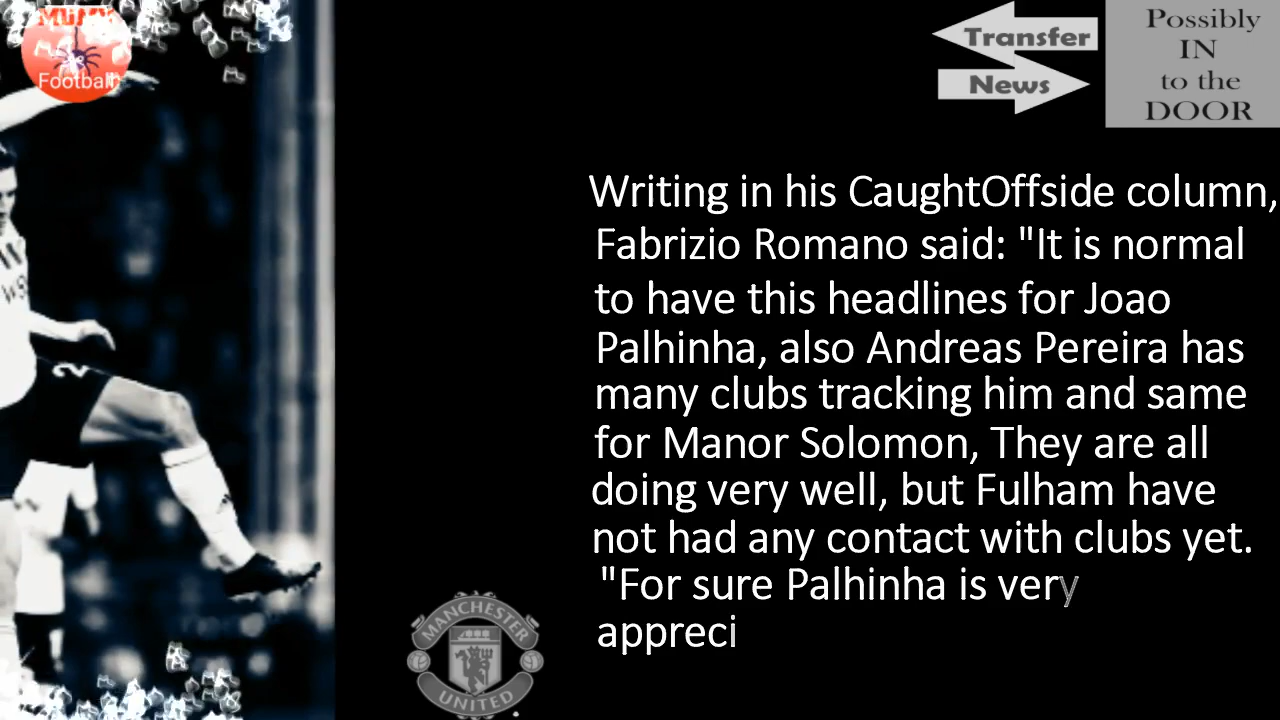 Football
Transfer
News
Possibly
IN
to the
DOOR
Writing in his CaughtOffside column,
Fabrizio Romano said: "It is normal
to have this headlines for Joao
Palhinha, also Andreas Pereira has
many clubs tracking him and same
for Manor Solomon, They are all
doing very well, but Fulham have
not had any contact with clubs yet.
"For sure Palhinha is very
appreci
MANCHESTER
UNITED